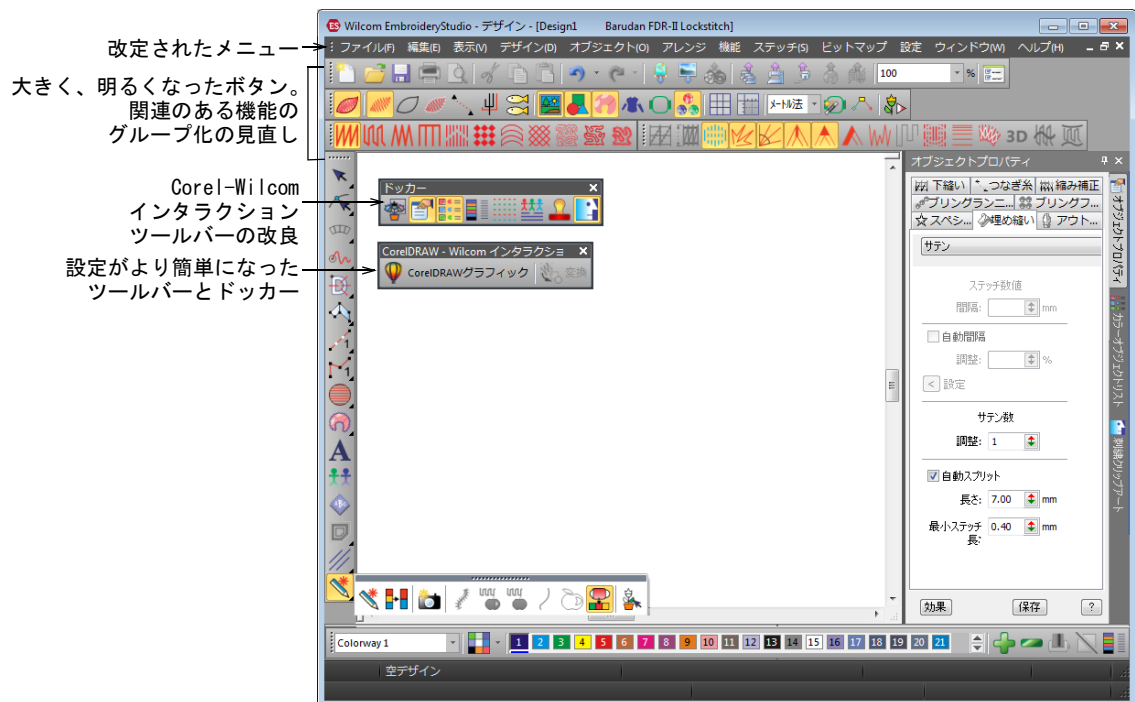 Wilcom EmbroideryStudio - デザイン - [Design1 Barudan FDR-II Lockstitch]
改定されたメニュー
ファイル(F) 編集(E) 表示(V) デザイン(D) オブジェクト(O) アレンジ 機能 ステッチ(S) ビットマップ 設定 ウィンドウ(W) ヘルプ(H)
大きく、明るくなったボタン。
関連のある機能の
グループ化の見直し
100 %
メートル法
3D
Corel-Wilcom
インタラクション
ツールバーの改良
設定がより簡単になった
ツールバーとドッカー
ドッカー
CorelDRAW - Wilcom インタラクシ
CorelDRAWグラフィック 変換
オブジェクトプロパティ
下縫い つなぎ糸 縮み補正
ブリングランニ... ブリングフ...
スペシ... 埋め縫い アウト...
サテン
ステッチ数値
間隔: mm
自動間隔
調整: %
< 設定
サテン数
調整: 1
自動スプリット
長さ: 7.00 mm
最小ステッチ 0.40 mm
長:
効果 保存 ?
オブジェクトプロパティ
カラーオブジェクトリスト
刺繍クリップアート
Colorway 1
1 2 3 4 5 6 7 8 9 10 11 12 13 14 15 16 17 18 19 20 21
空デザイン